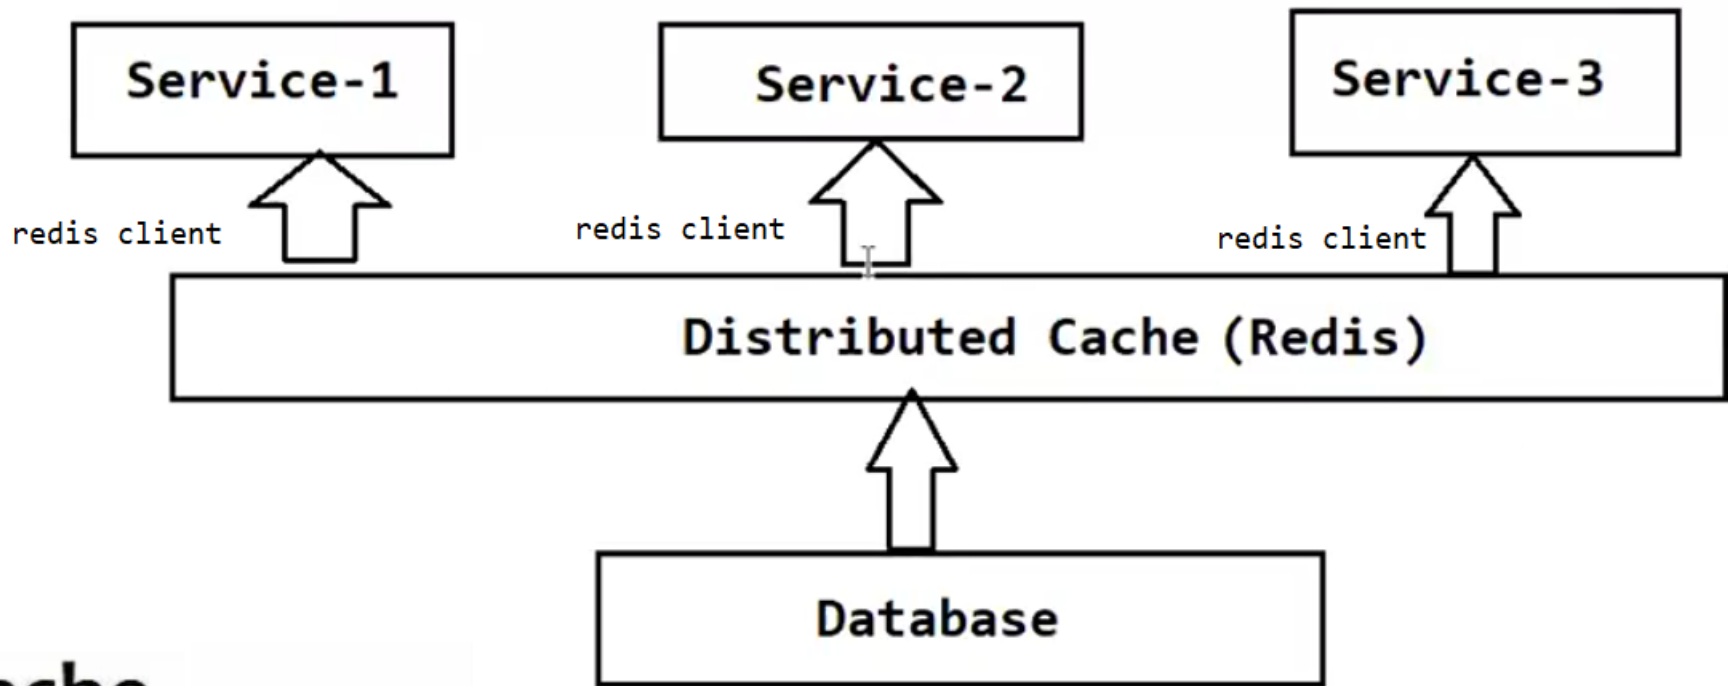 Service-1
Service-2
Service-3
redis client
redis client
redis client
Distributed Cache (Redis)
Database